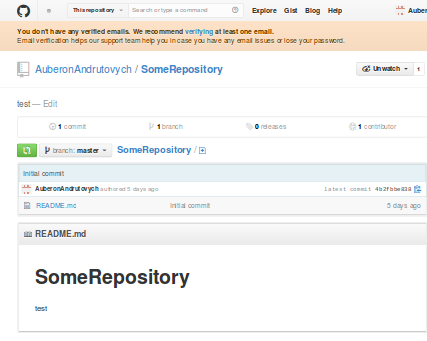 This repository Search or type a command Explore Gist Blog Help Auber
You don't have any verified emails. We recommend verifying at least one email.
Email verification helps our support team help you in case you have any email issues or lose your password.
AuberonAndrutovych / SomeRepository Unwatch 1
test — Edit
1 commit 1 branch 0 releases 1 contributor
branch: master SomeRepository /
Initial commit
AuberonAndrutovych authored 5 days ago latest commit 4b2fbbe838
README.md Initial commit 5 days ago
README.md
SomeRepository
test